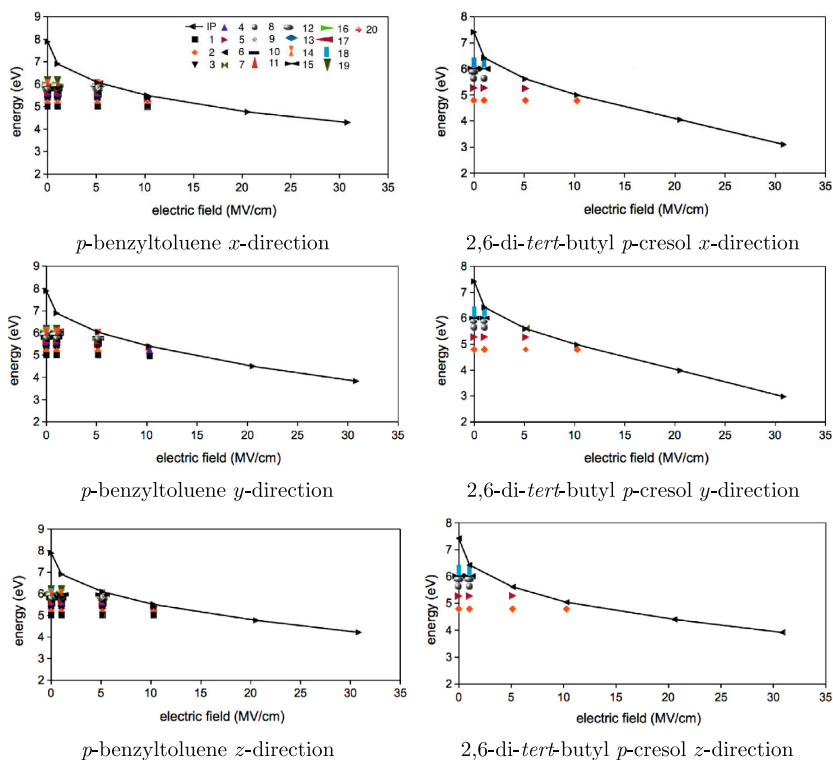 9
8
7
6
5
4
3
2
energy (eV)
0 5 10 15 20 25 30 35
electric field (MV/cm)
IP 4 8 12 16 20
1 5 9 13 17
2 6 10 14 18
3 7 11 15 19
p-benzyltoluene x-direction
8
7
6
5
4
3
2
energy (eV)
0 5 10 15 20 25 30 35
electric field (MV/cm)
2,6-di-tert-butyl p-cresol x-direction
9
8
7
6
5
4
3
2
energy (eV)
0 5 10 15 20 25 30 35
electric field (MV/cm)
p-benzyltoluene y-direction
8
7
6
5
4
3
2
energy (eV)
0 5 10 15 20 25 30 35
electric field (MV/cm)
2,6-di-tert-butyl p-cresol y-direction
9
8
7
6
5
4
3
2
energy (eV)
0 5 10 15 20 25 30 35
electric field (MV/cm)
p-benzyltoluene z-direction
8
7
6
5
4
3
2
energy (eV)
0 5 10 15 20 25 30 35
electric field (MV/cm)
2,6-di-tert-butyl p-cresol z-direction